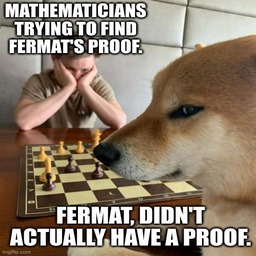 MATHEMATICIANS
TRYING TO FIND
FERMAT'S PROOF.
FERMAT, DIDN'T
ACTUALLY HAVE A PROOF.
imgflip.com